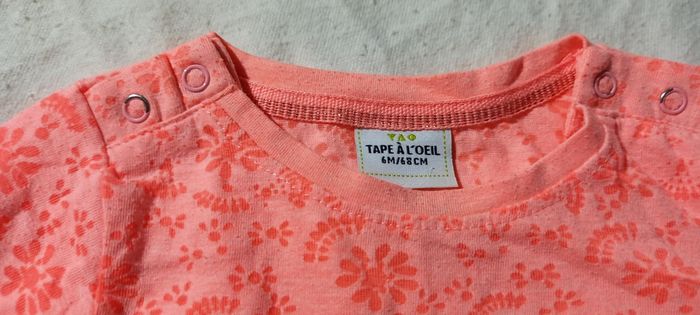 TAO
TAPE À L'OEIL
6M/68CM